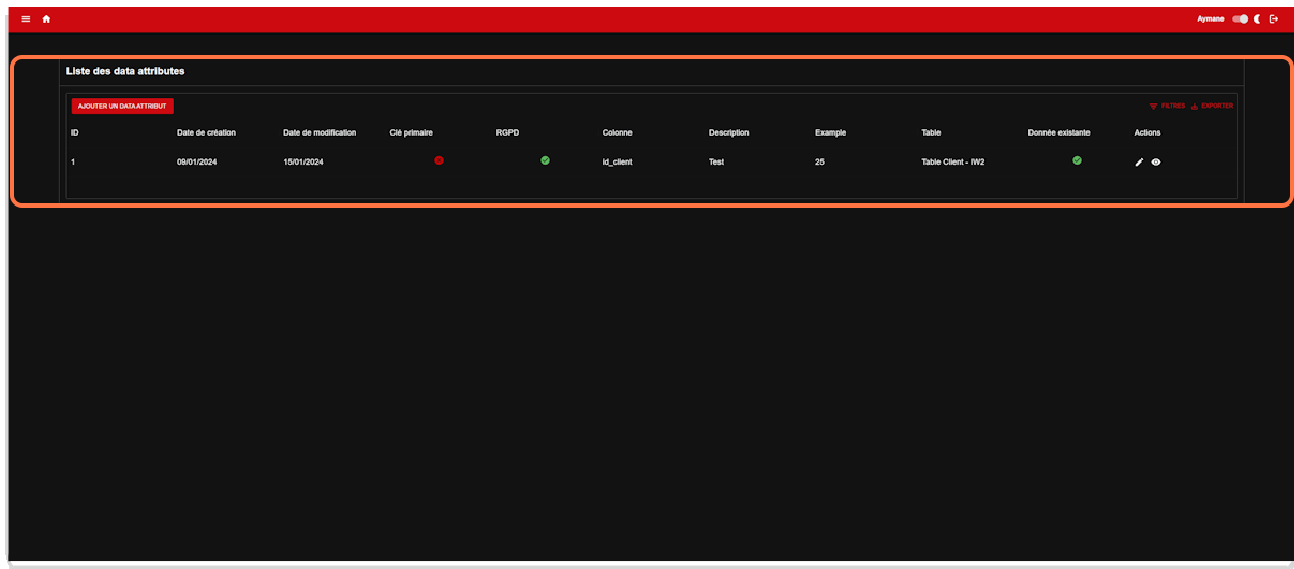 Aymane
Liste des data attributes
AJOUTER UN DATA ATTRIBUT FILTRES EXPORTER
ID Date de création Date de modification Clé primaire RGPD Colonne Description Example Table Donnée existante Actions
1 09/01/2024 15/01/2024 id_client Test 25 Table Client - IW2